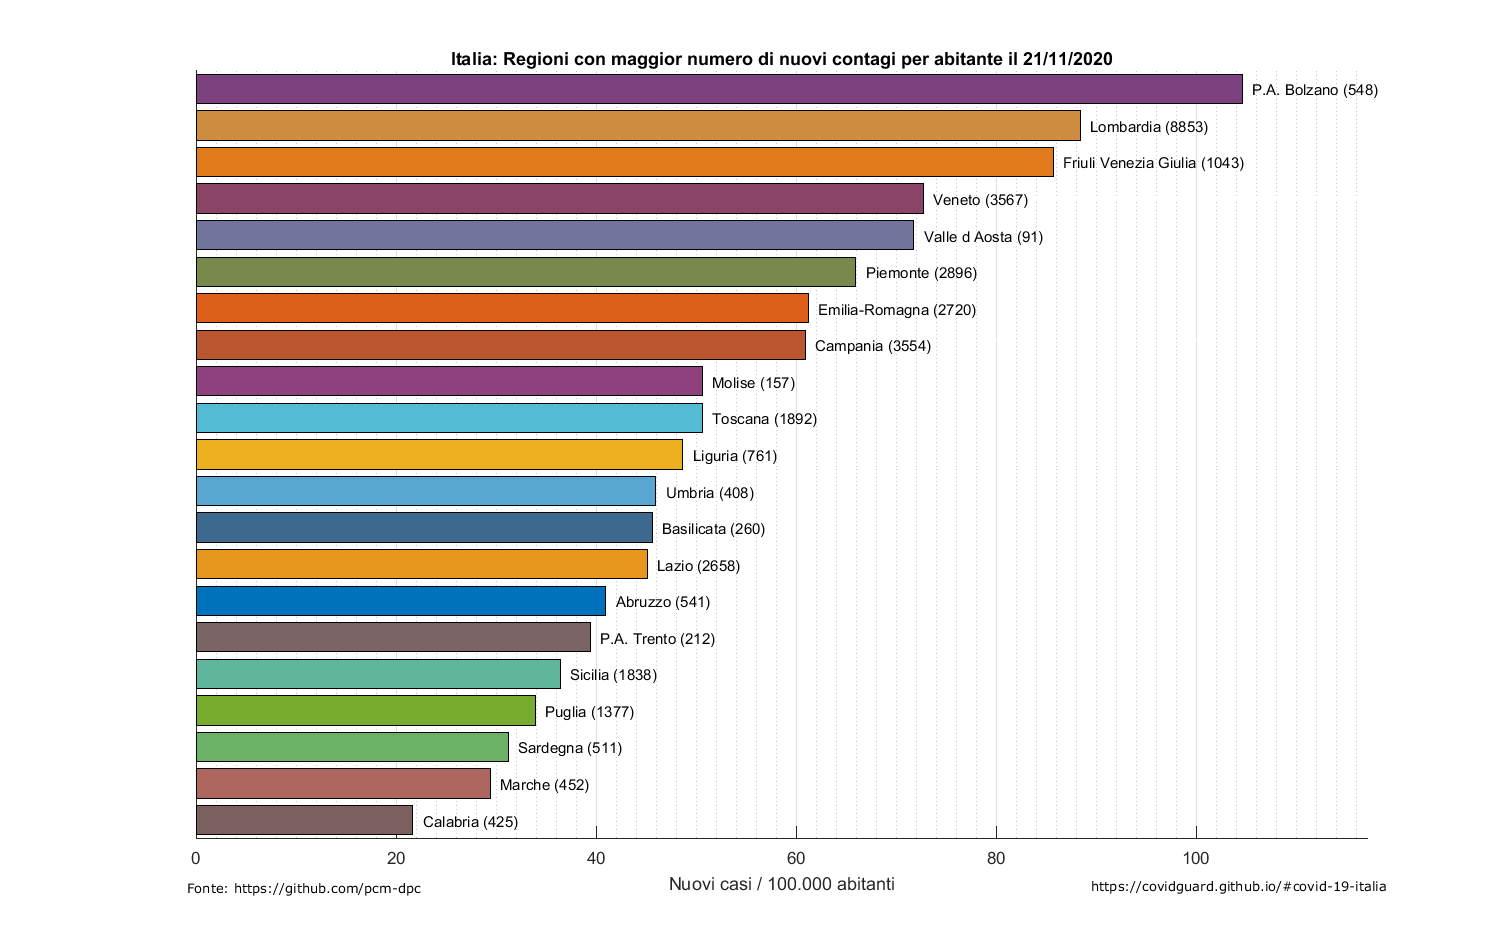 Italia: Regioni con maggior numero di nuovi contagi per abitante il 21/11/2020
P.A. Bolzano (548)
Lombardia (8853)
Friuli Venezia Giulia (1043)
Veneto (3567)
Valle d Aosta (91)
Piemonte (2896)
Emilia-Romagna (2720)
Campania (3554)
Molise (157)
Toscana (1892)
Liguria (761)
Umbria (408)
Basilicata (260)
Lazio (2658)
Abruzzo (541)
P.A. Trento (212)
Sicilia (1838)
Puglia (1377)
Sardegna (511)
Marche (452)
Calabria (425)
0 20 40 60 80 100
Nuovi casi / 100.000 abitanti
Fonte: https://github.com/pcm-dpc
https://covidguard.github.io/#covid-19-italia